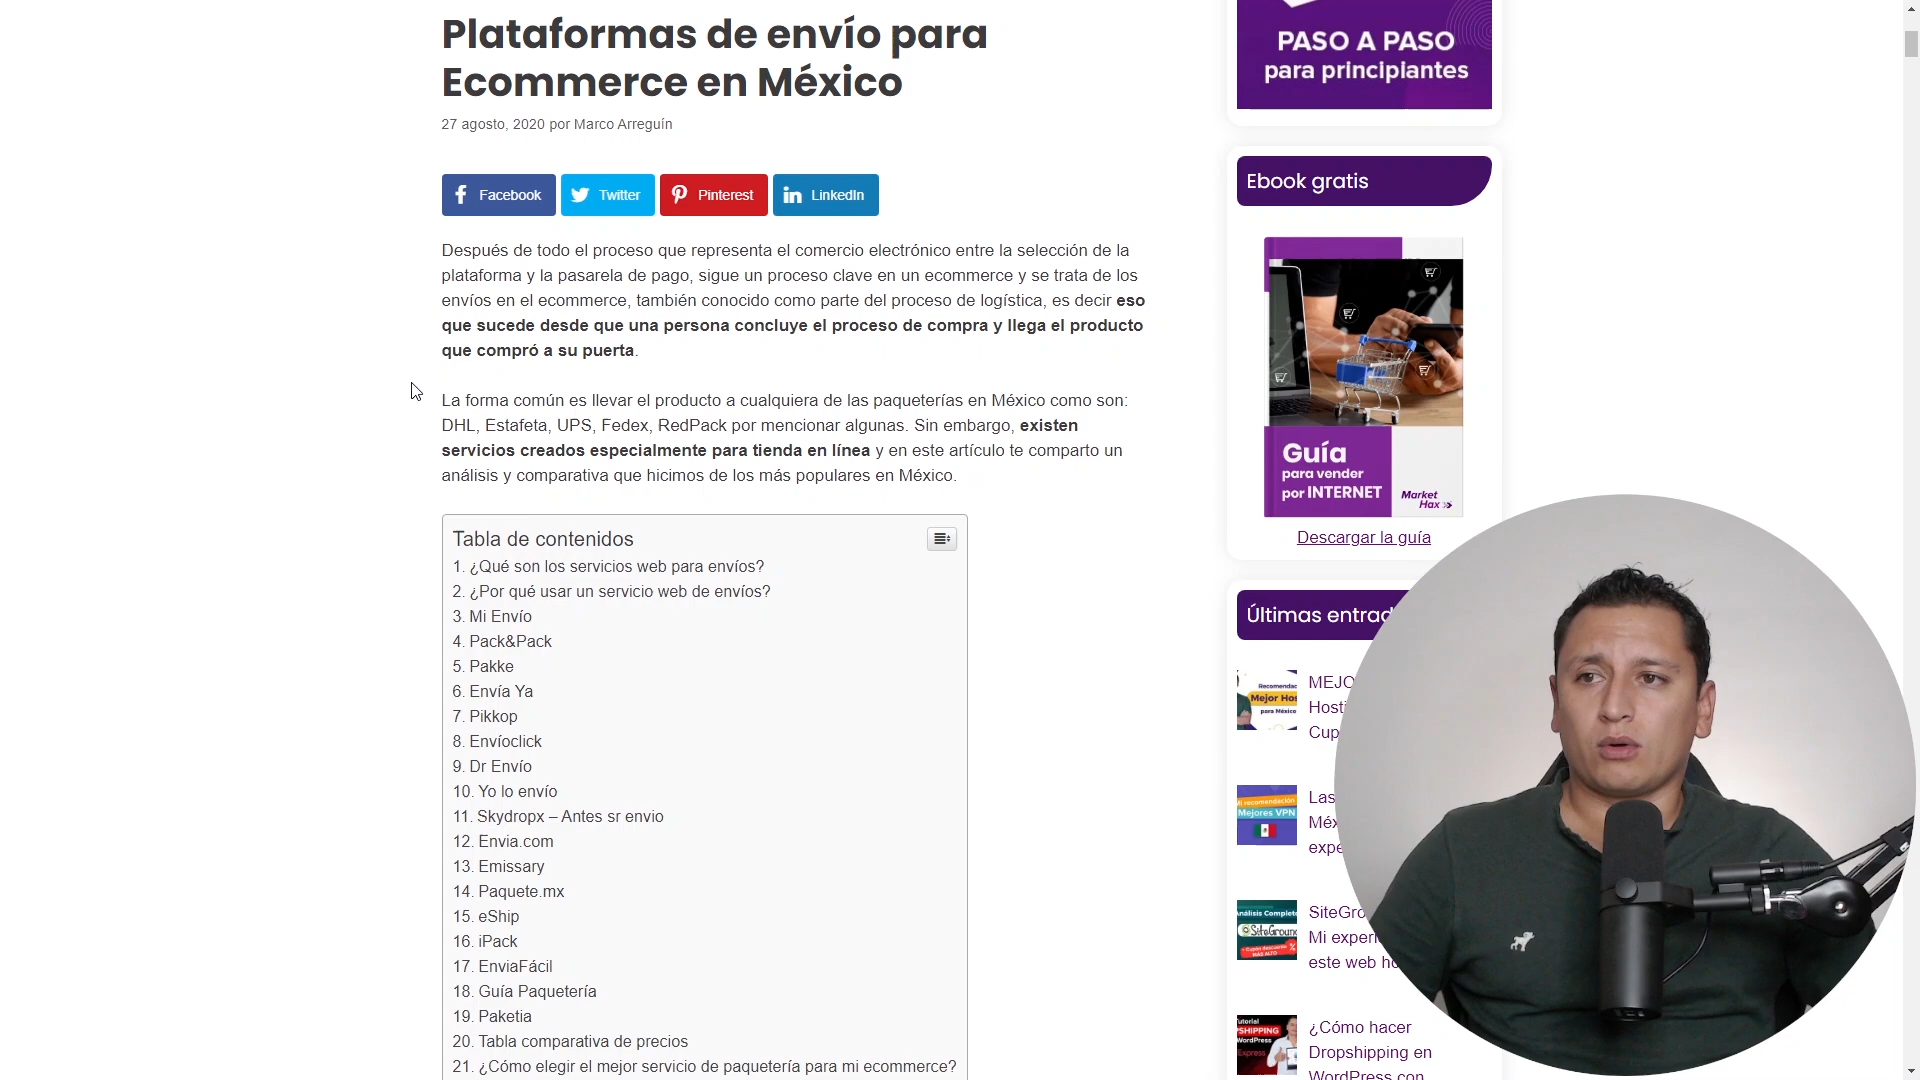 Plataformas de envío para
Ecommerce en México
27 agosto, 2020 por Marco Arreguín
Facebook
Twitter
Pinterest
LinkedIn
Después de todo el proceso que representa el comercio electrónico entre la selección de la
plataforma y la pasarela de pago, sigue un proceso clave en un ecommerce y se trata de los
envíos en el ecommerce, también conocido como parte del proceso de logística, es decir eso
que sucede desde que una persona concluye el proceso de compra y llega el producto
que compró a su puerta.
La forma común es llevar el producto a cualquiera de las paqueterías en México como son:
DHL, Estafeta, UPS, Fedex, RedPack por mencionar algunas. Sin embargo, existen
servicios creados especialmente para tienda en línea y en este artículo te comparto un
análisis y comparativa que hicimos de los más populares en México.
Tabla de contenidos
1. ¿Qué son los servicios web para envíos?
2. ¿Por qué usar un servicio web de envíos?
3. Mi Envío
4. Pack&Pack
5. Pakke
6. Envía Ya
7. Pikkop
8. Envíoclick
9. Dr Envío
10. Yo lo envío
11. Skydropx – Antes sr envio
12. Envia.com
13. Emissary
14. Paquete.mx
15. eShip
16. iPack
17. EnviaFácil
18. Guía Paquetería
19. Paketia
20. Tabla comparativa de precios
21. ¿Cómo elegir el mejor servicio de paquetería para mi ecommerce?
PASO A PASO
para principiantes
Ebook gratis
Guía
para vender
por INTERNET
Market
Hax
Descargar la guía
Últimas entrad
Recomendac
Mejor Hos
para México
MEJO
Hosti
Cup
Mi recomendación
Mejores VPN
Las
Méx
expe
Análisis Completo
SiteGround
SiteGro
Mi experi
este web ho
¿Cómo hacer
Dropshipping en
WordPress con